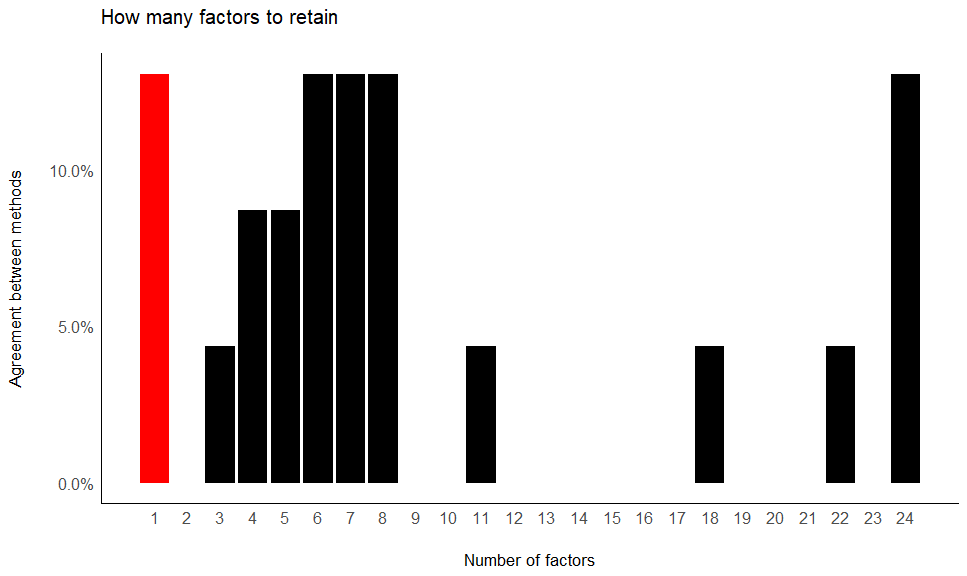 How many factors to retain
Agreement between methods
10.0%
5.0%
0.0%
1 2 3 4 5 6 7 8 9 10 11 12 13 14 15 16 17 18 19 20 21 22 23 24
Number of factors